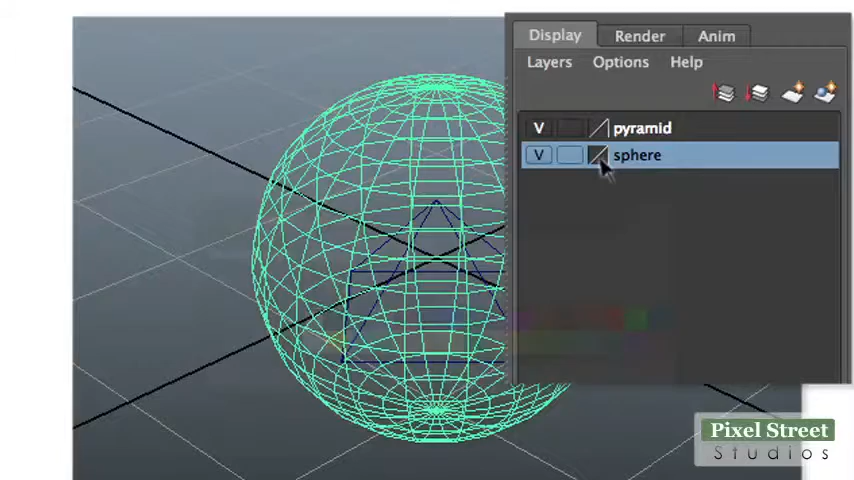 Display Render Anim
Layers Options Help
V pyramid
V sphere
Pixel Street
Studios